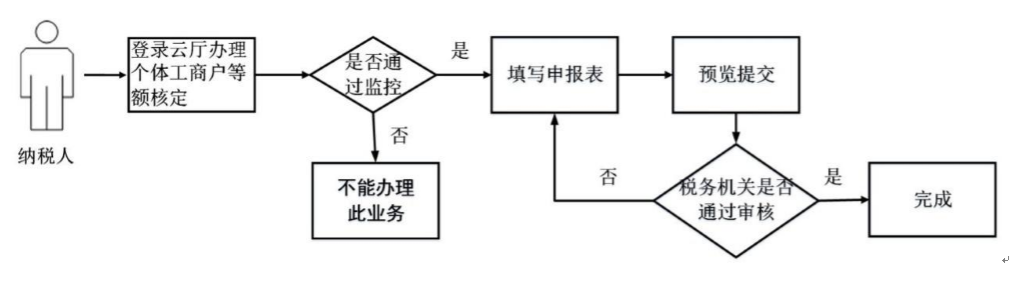 纳税人
登录云厅办理
个体工商户等
额核定
是否通
过监控
是
否
不能办理
此业务
填写申报表
预览提交
税务机关是否
通过审核
否
是
完成